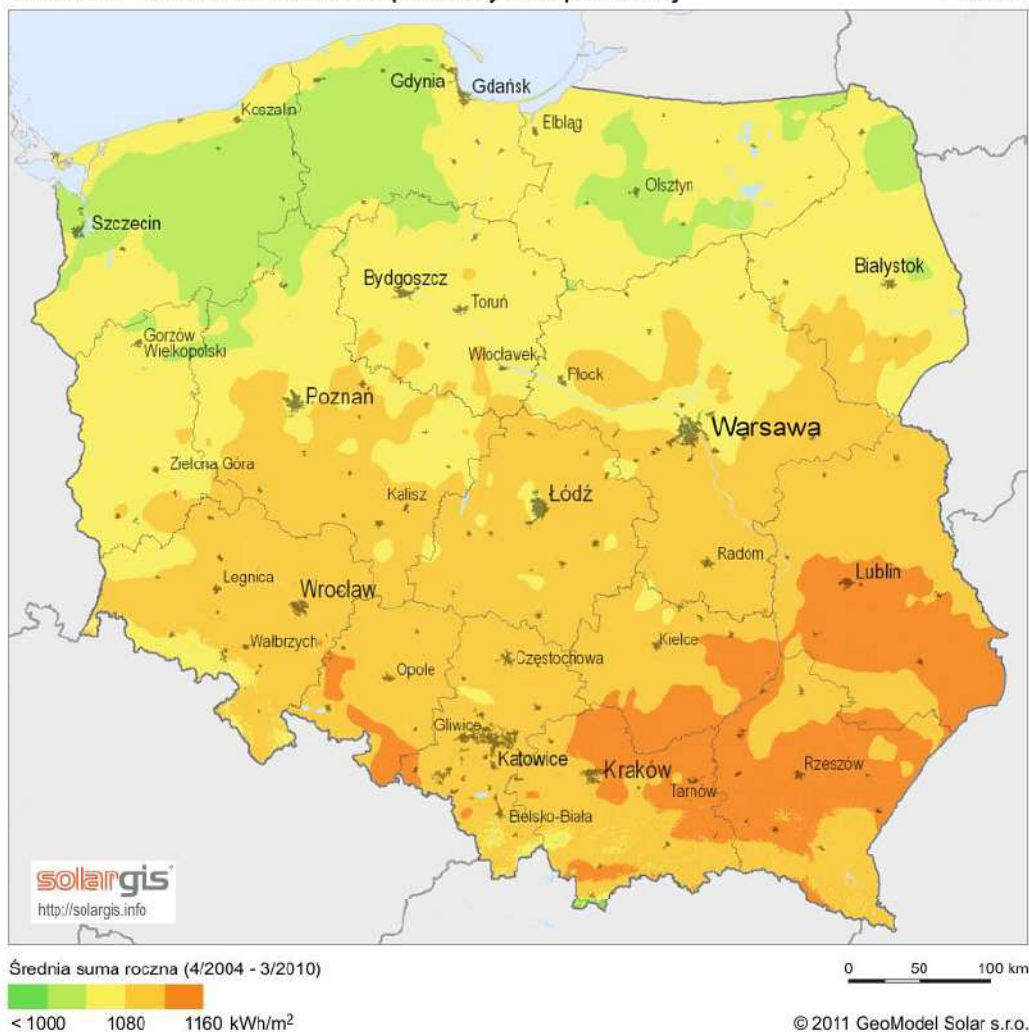 Gdynia
Gdańsk
Koszalin
Elbląg
Olsztyn
Szczecin
Bydgoszcz
Białystok
Toruń
Gorzów
Wielkopolski
Włocławek
Płock
Poznań
Warsawa
Zielona Góra
Kalisz
Łódź
Radom
Legnica
Lublin
Wrocław
Wałbrzych
Kielce
Opole
Częstochowa
Gliwice
Katowice
Kraków
Rzeszów
Tarnów
Bielsko-Biała
solargis
http://solargis.info
Średnia suma roczna (4/2004 - 3/2010)
0 50 100 km
< 1000 1080 1160 kWh/m²
© 2011 GeoModel Solar s.r.o.